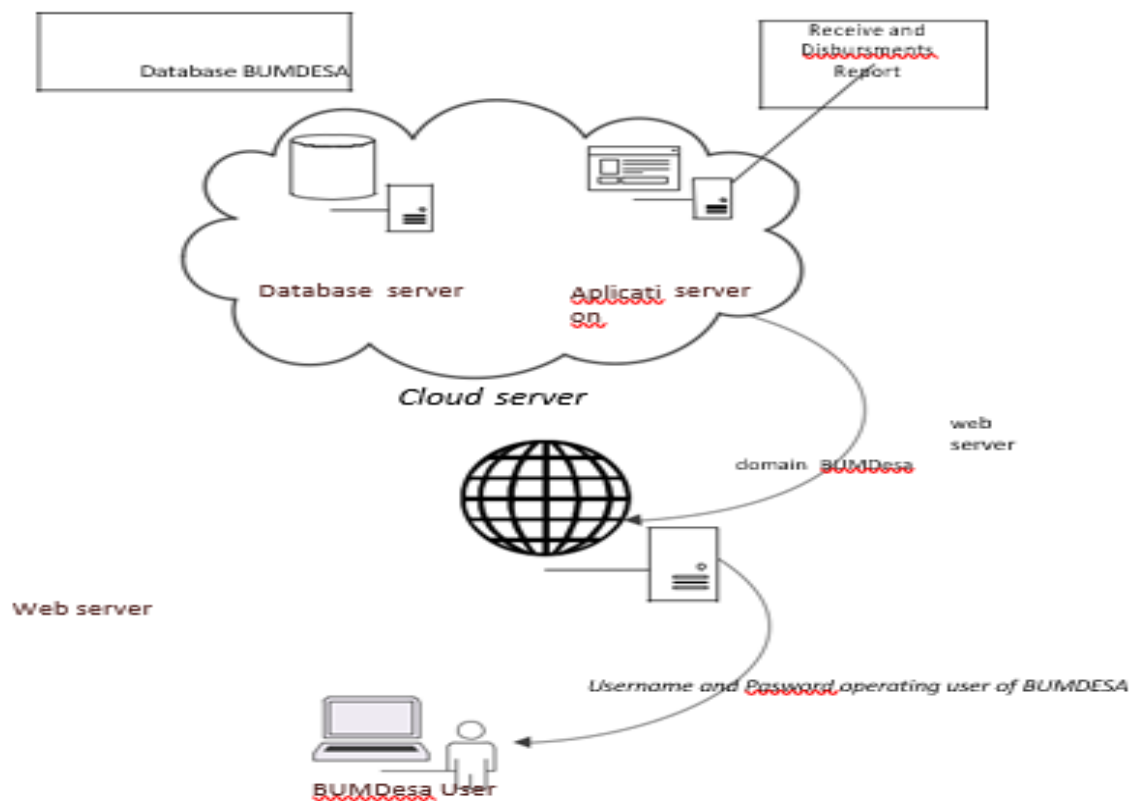 Database BUMDESA
Receive and
Disbursments
Report
Database server
Aplicati server
on
Cloud server
web
server
domain BUMDesa
Web server
Username and Pasword operating user of BUMDESA
BUMDesa User